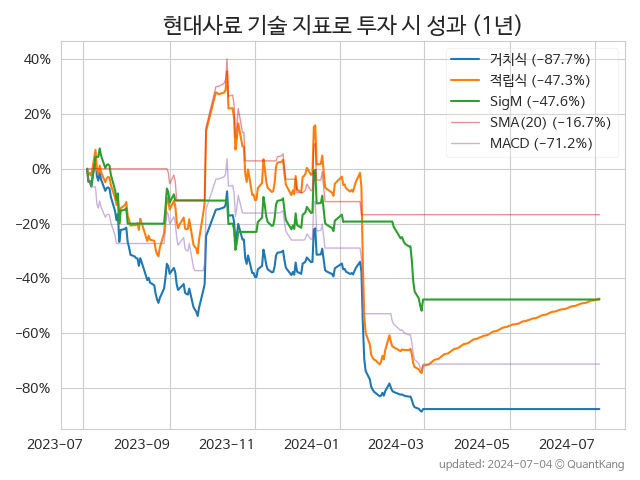 현대사료 기술 지표로 투자 시 성과 (1년)
40%
20%
0%
−20%
−40%
−60%
−80%
거치식 (−87.7%)
적립식 (−47.3%)
SigM (−47.6%)
SMA(20) (−16.7%)
MACD (−71.2%)
2023-07 2023-09 2023-11 2024-01 2024-03 2024-05 2024-07
updated: 2024-07-04 ⓒ QuantKang